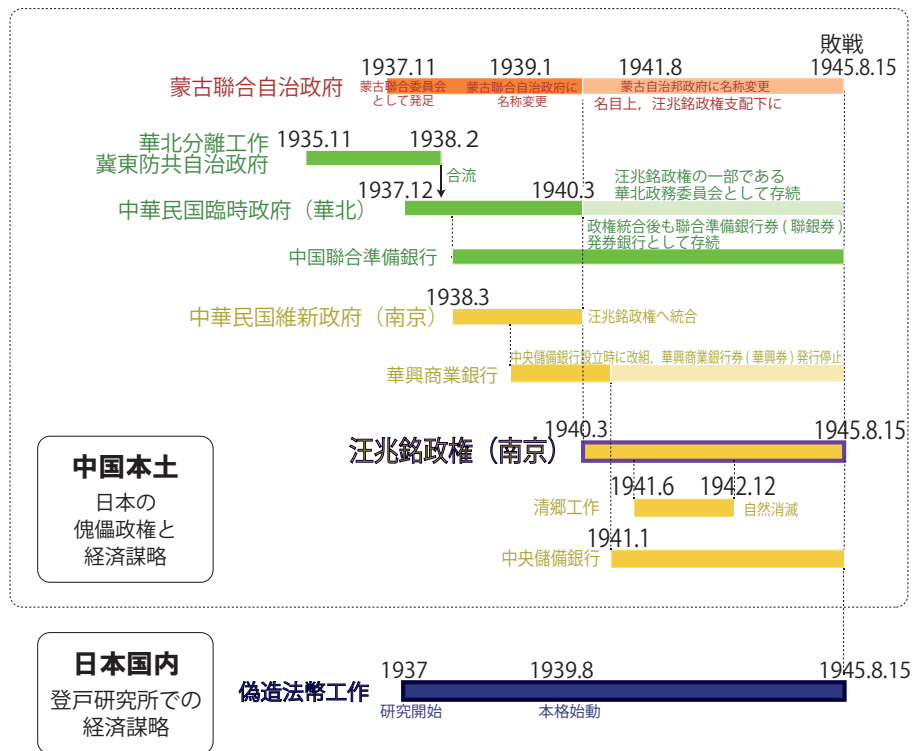 敗戦
1937.11 1939.1 1941.8 1945.8.15
蒙古聯合自治政府
蒙古聯合委員会
として発足
蒙古聯合自治政府に
名称変更
蒙古自治邦政府に名称変更
名目上，汪兆銘政権支配下に
華北分離工作
冀東防共自治政府
1935.11 1938. 2
合流
1937.12 1940.3
中華民国臨時政府（華北）
汪兆銘政権の一部である
華北政務委員会として存続
政権統合後も聯合準備銀行券 ( 聯銀券 )
発券銀行として存続
中国聯合準備銀行
1938.3
中華民国維新政府（南京）
汪兆銘政権へ統合
中央儲備銀行設立時に改組，華興商業銀行券 ( 華興券 ) 発行停止
華興商業銀行
1940.3 1945.8.15
汪兆銘政権（南京）
1941.6 1942.12
清郷工作
自然消滅
1941.1
中央儲備銀行
中国本土
日本の
傀儡政権と
経済謀略
日本国内
登戸研究所での
経済謀略
1937 1939.8 1945.8.15
偽造法幣工作
研究開始 本格始動